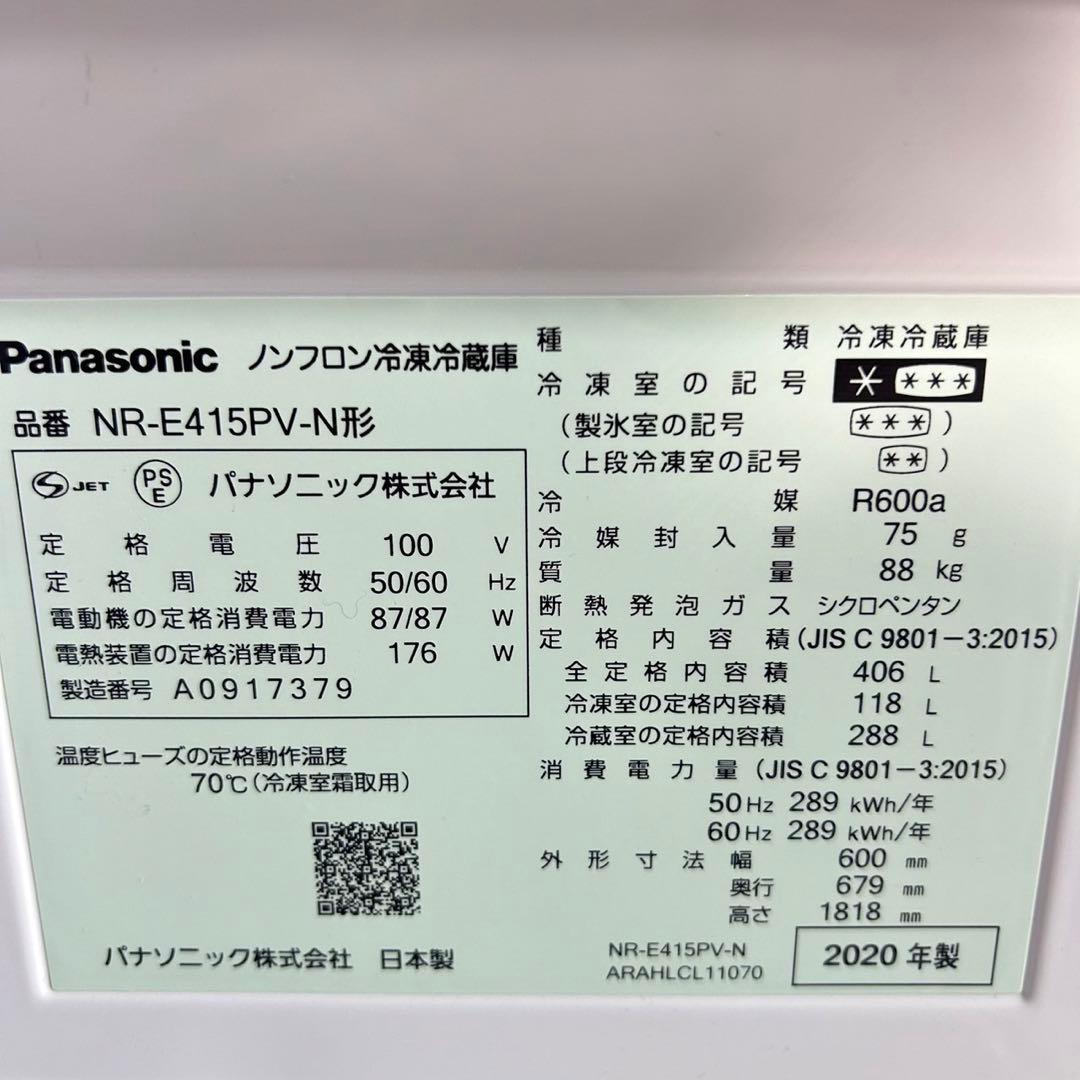 Panasonic ノンフロン冷凍冷蔵庫
品番 NR-E415PV-N形
JET PS E パナソニック株式会社
定格電圧 100 V
定格周波数 50/60 Hz
電動機の定格消費電力 87/87 W
電熱装置の定格消費電力 176 W
製造番号 A0917379
温度ヒューズの定格動作温度
70℃(冷凍室霜取用)
パナソニック株式会社 日本製
種類 冷凍冷蔵庫
冷凍室の記号 * ***
(製氷室の記号 ***)
(上段冷凍室の記号 **)
冷媒 R600a
冷媒封入量 75 g
質量 88 kg
断熱発泡ガス シクロペンタン
定格内容積(JIS C 9801-3:2015)
全定格内容積 406 L
冷凍室の定格内容積 118 L
冷蔵室の定格内容積 288 L
消費電力量(JIS C 9801-3:2015)
50Hz 289 kWh/年
60Hz 289 kWh/年
外形寸法幅 600 mm
奥行 679 mm
高さ 1818 mm
NR-E415PV-N
ARAHLCL11070
2020年製